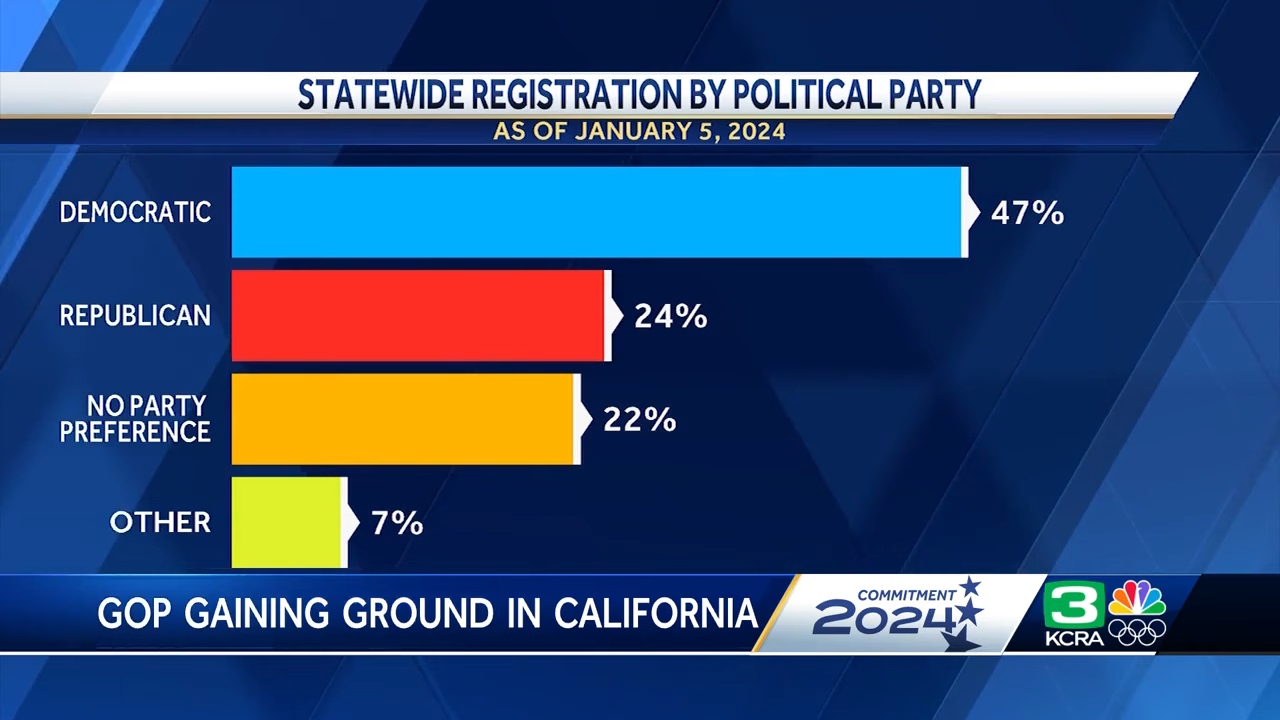 STATEWIDE REGISTRATION BY POLITICAL PARTY
AS OF JANUARY 5, 2024
DEMOCRATIC 47%
REPUBLICAN 24%
NO PARTY
PREFERENCE 22%
OTHER 7%
GOP GAINING GROUND IN CALIFORNIA
COMMITMENT
2024
3
KCRA